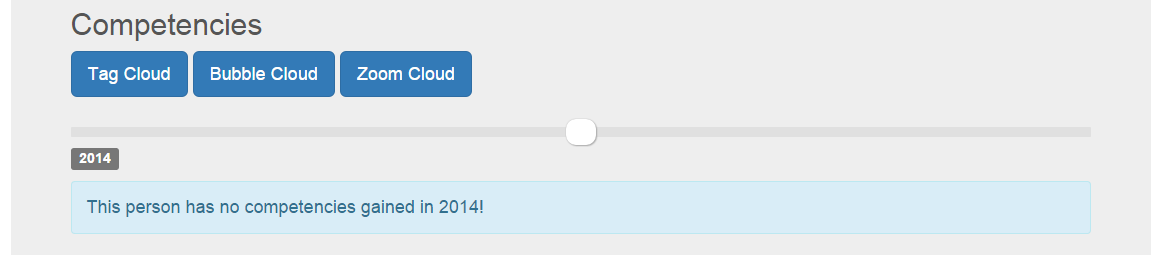 Competencies
Tag Cloud Bubble Cloud Zoom Cloud
2014
This person has no competencies gained in 2014!